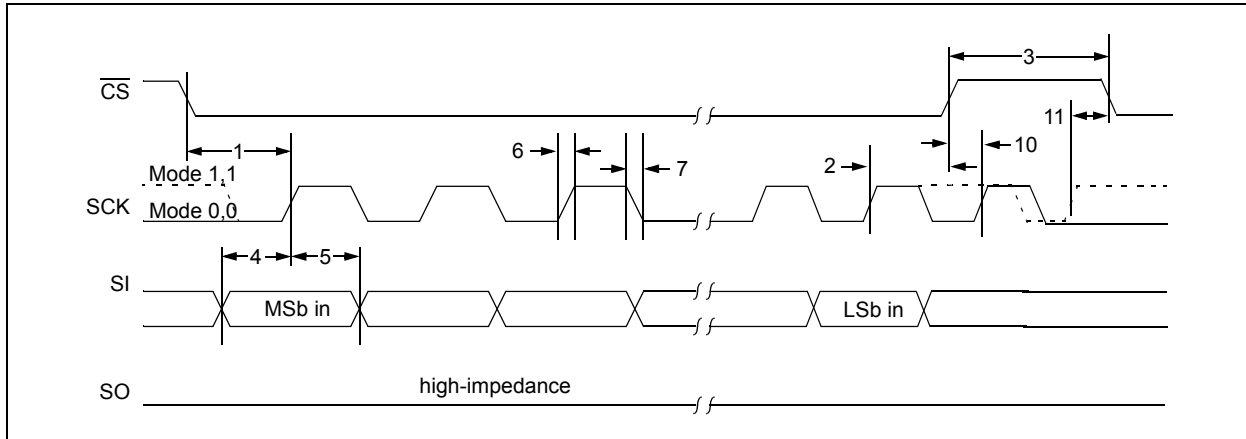 3
CS
11
1
6
10
Mode 1,1
2
7
SCK
Mode 0,0
4
5
SI
MSb in
LSb in
high-impedance
SO